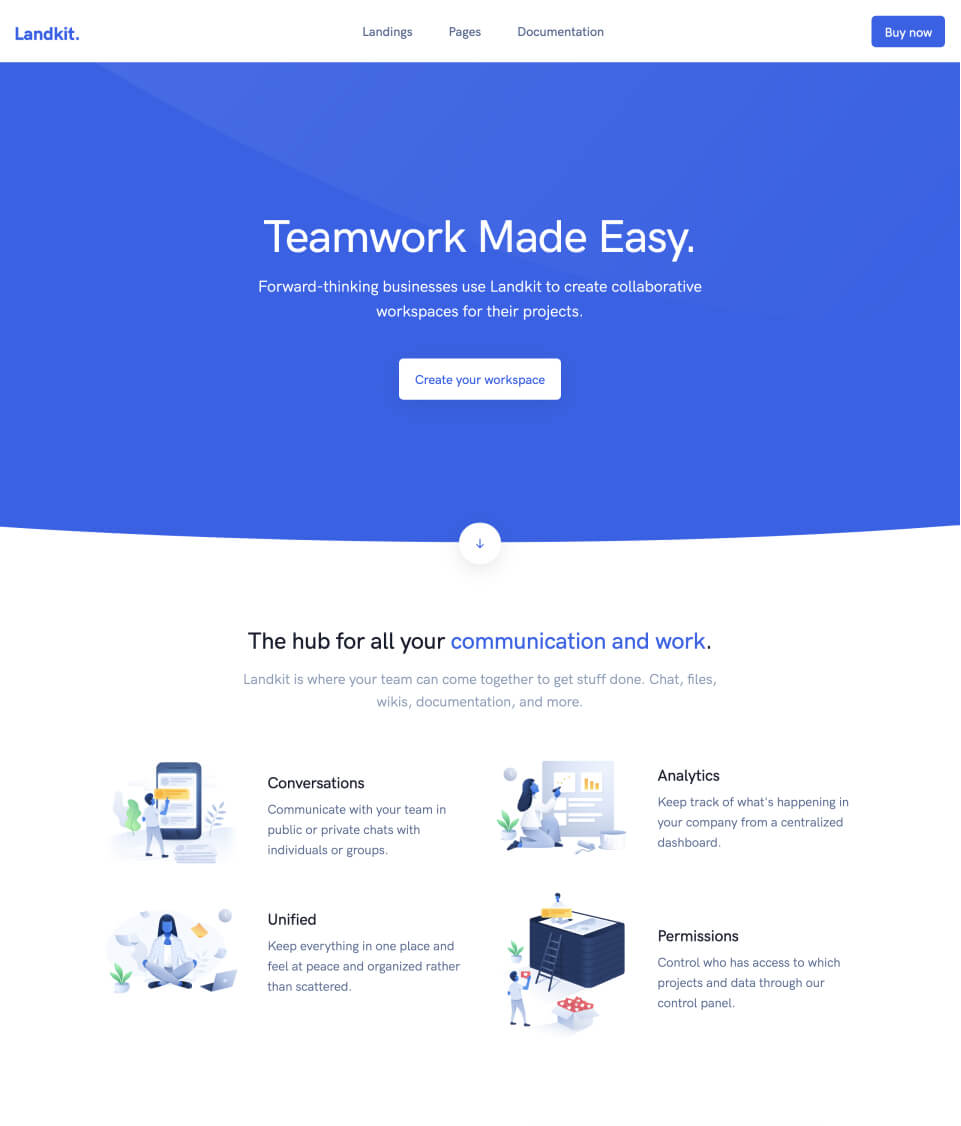 Landkit.
Landings
Pages
Documentation
Buy now
Teamwork Made Easy.
Forward-thinking businesses use Landkit to create collaborative
workspaces for their projects.
Create your workspace
The hub for all your communication and work.
Landkit is where your team can come together to get stuff done. Chat, files,
wikis, documentation, and more.
Conversations
Communicate with your team in
public or private chats with
individuals or groups.
Analytics
Keep track of what's happening in
your company from a centralized
dashboard.
Unified
Keep everything in one place and
feel at peace and organized rather
than scattered.
Permissions
Control who has access to which
projects and data through our
control panel.